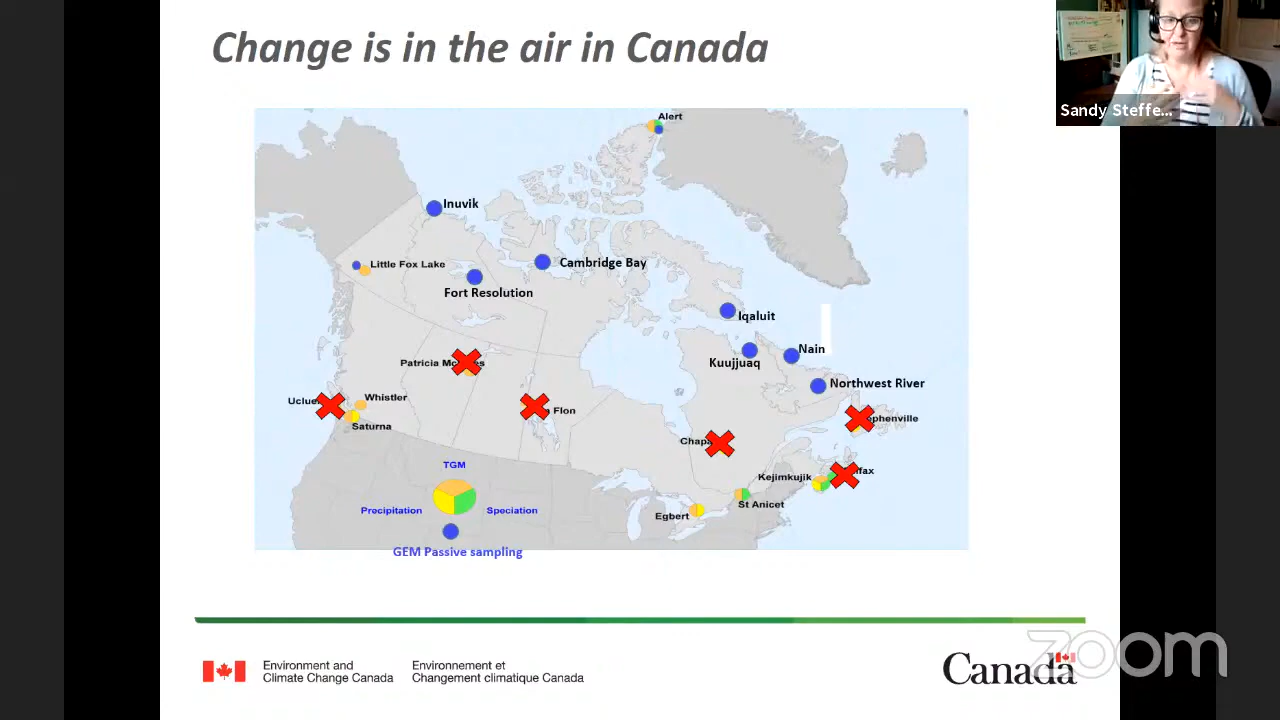 Change is in the air in Canada
Sandy Steffe...
Alert
Inuvik
Little Fox Lake
Cambridge Bay
Fort Resolution
Iqaluit
Nain
Kuujjuaq
Patricia
Northwest River
Whistler
Saturna
Flon
TGM
Precipitation
Speciation
GEM Passive sampling
Kejimkujik
St Anicet
Egbert
Environment and
Climate Change Canada
Environnement et
Changement climatique Canada
Canada
zoom